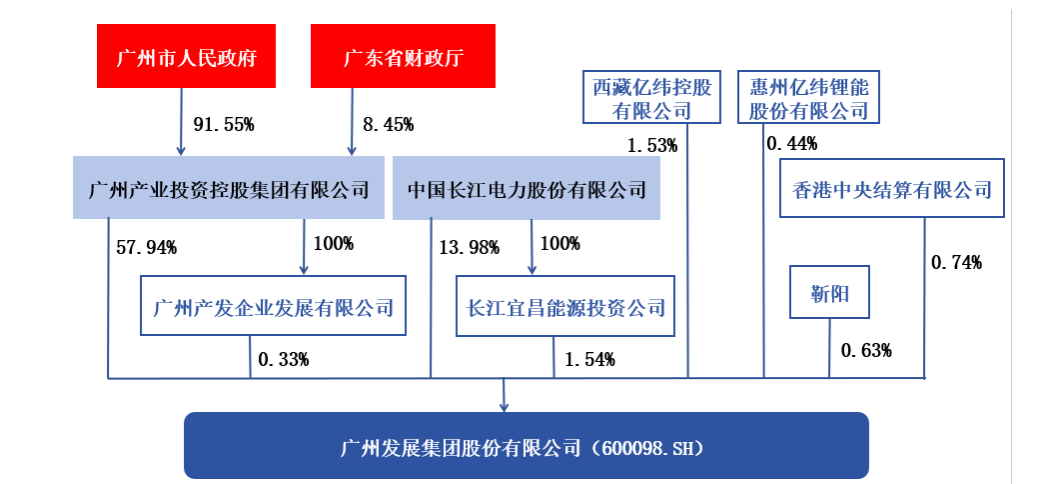 广州市人民政府
广东省财政厅
西藏亿纬控股
有限公司
惠州亿纬锂能
股份有限公司
91.55%
8.45%
1.53%
0.44%
广州产业投资控股集团有限公司
中国长江电力股份有限公司
香港中央结算有限公司
57.94%
100%
13.98%
100%
0.74%
广州产发企业发展有限公司
长江宜昌能源投资公司
靳阳
0.33%
1.54%
0.63%
广州发展集团股份有限公司（600098.SH）